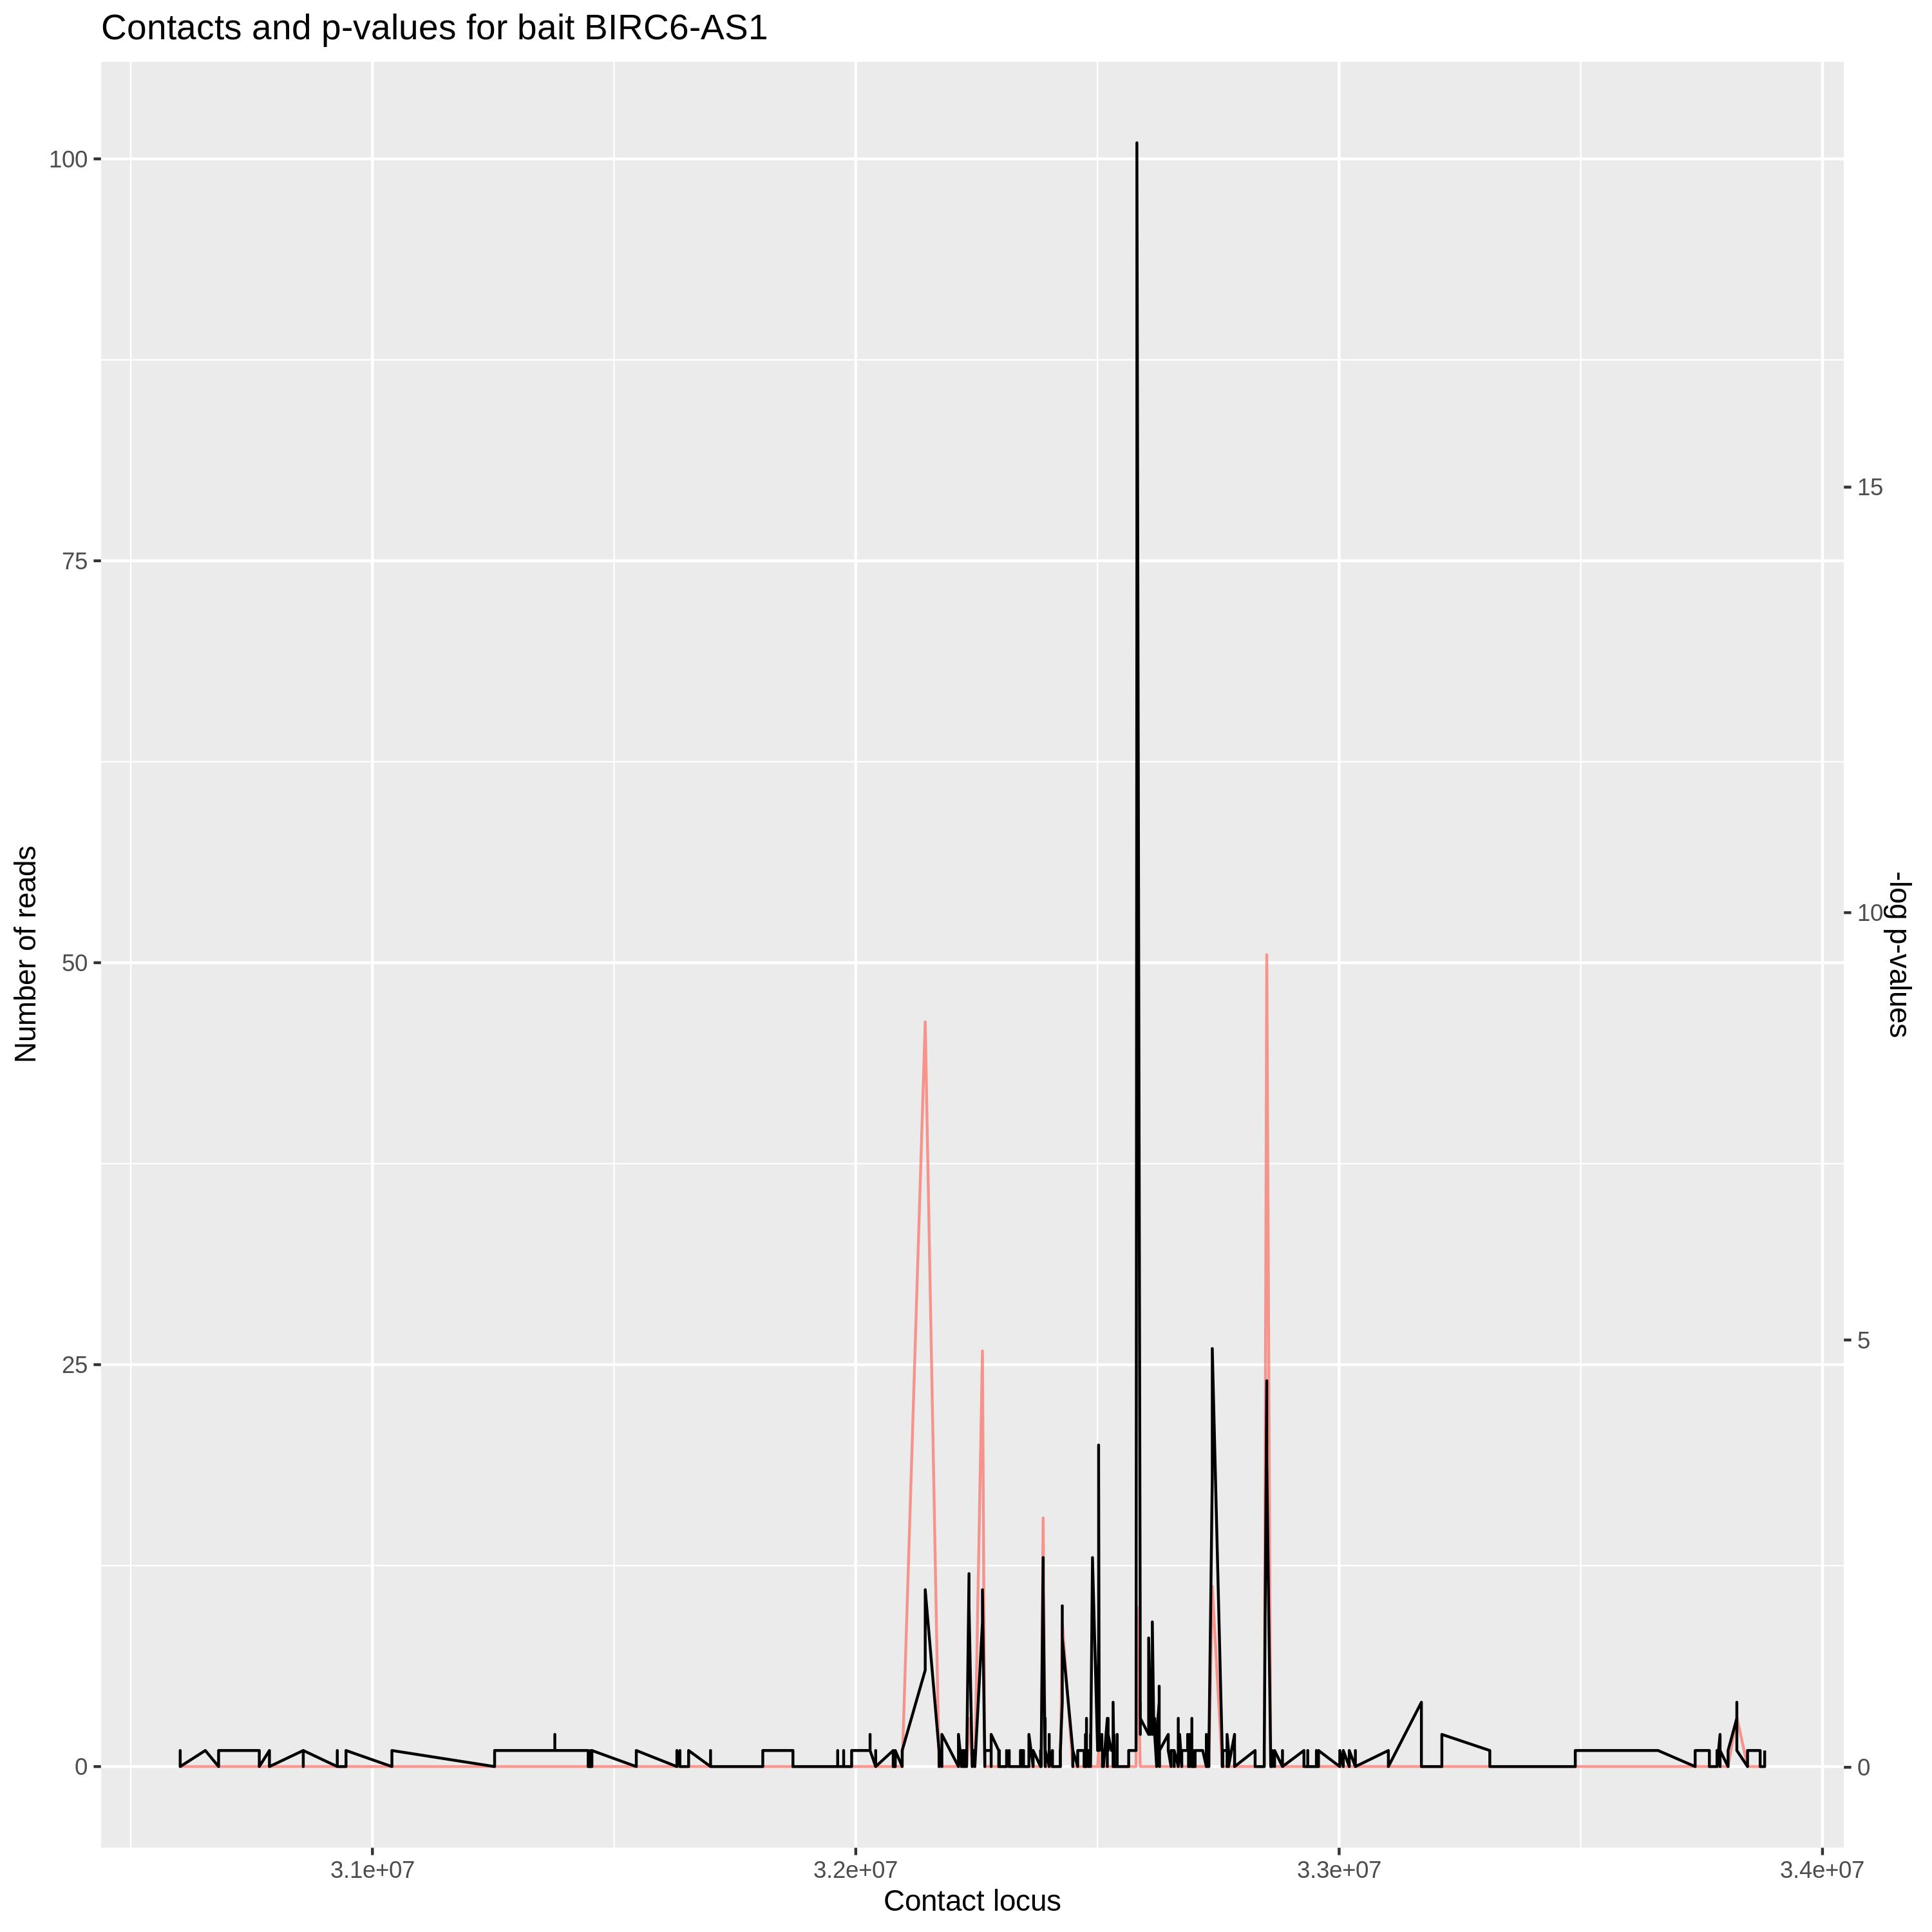 Contacts and p-values for bait BIRC6-AS1
100
75
50
25
0
Number of reads
15
10
5
0
-log p-values
3.1e+07
3.2e+07
3.3e+07
3.4e+07
Contact locus